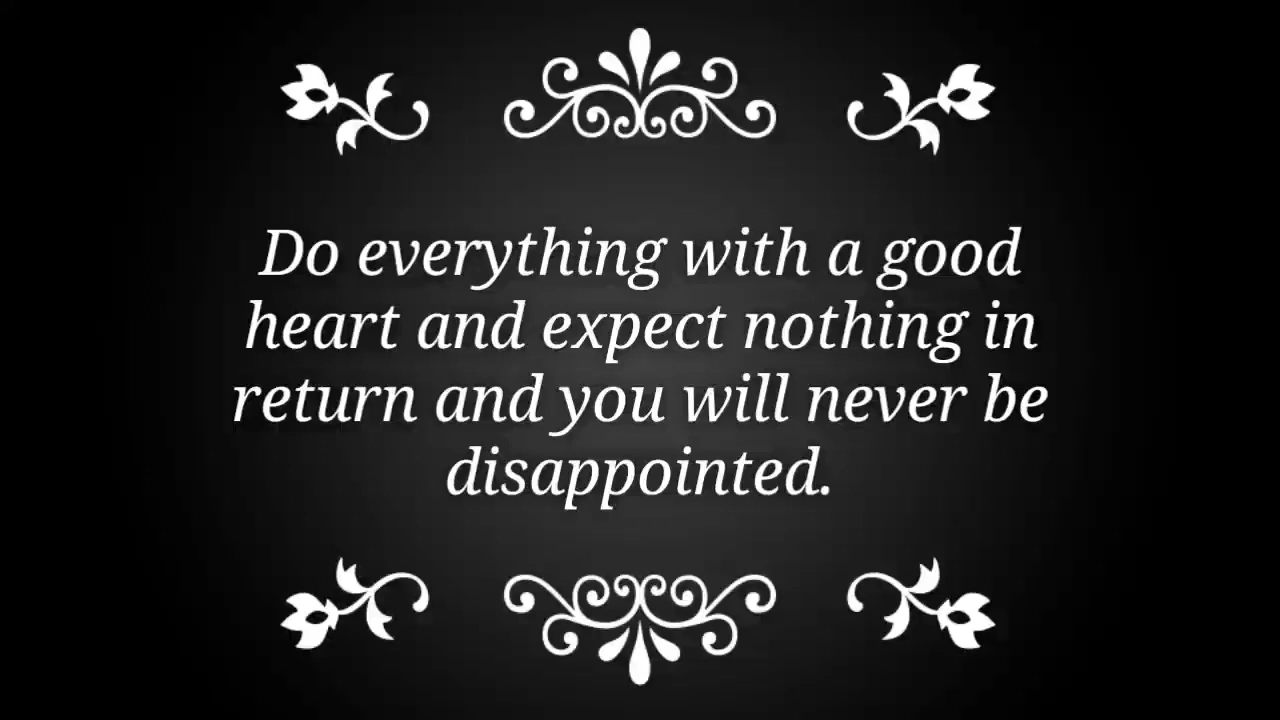 Do everything with a good
heart and expect nothing in
return and you will never be
disappointed.